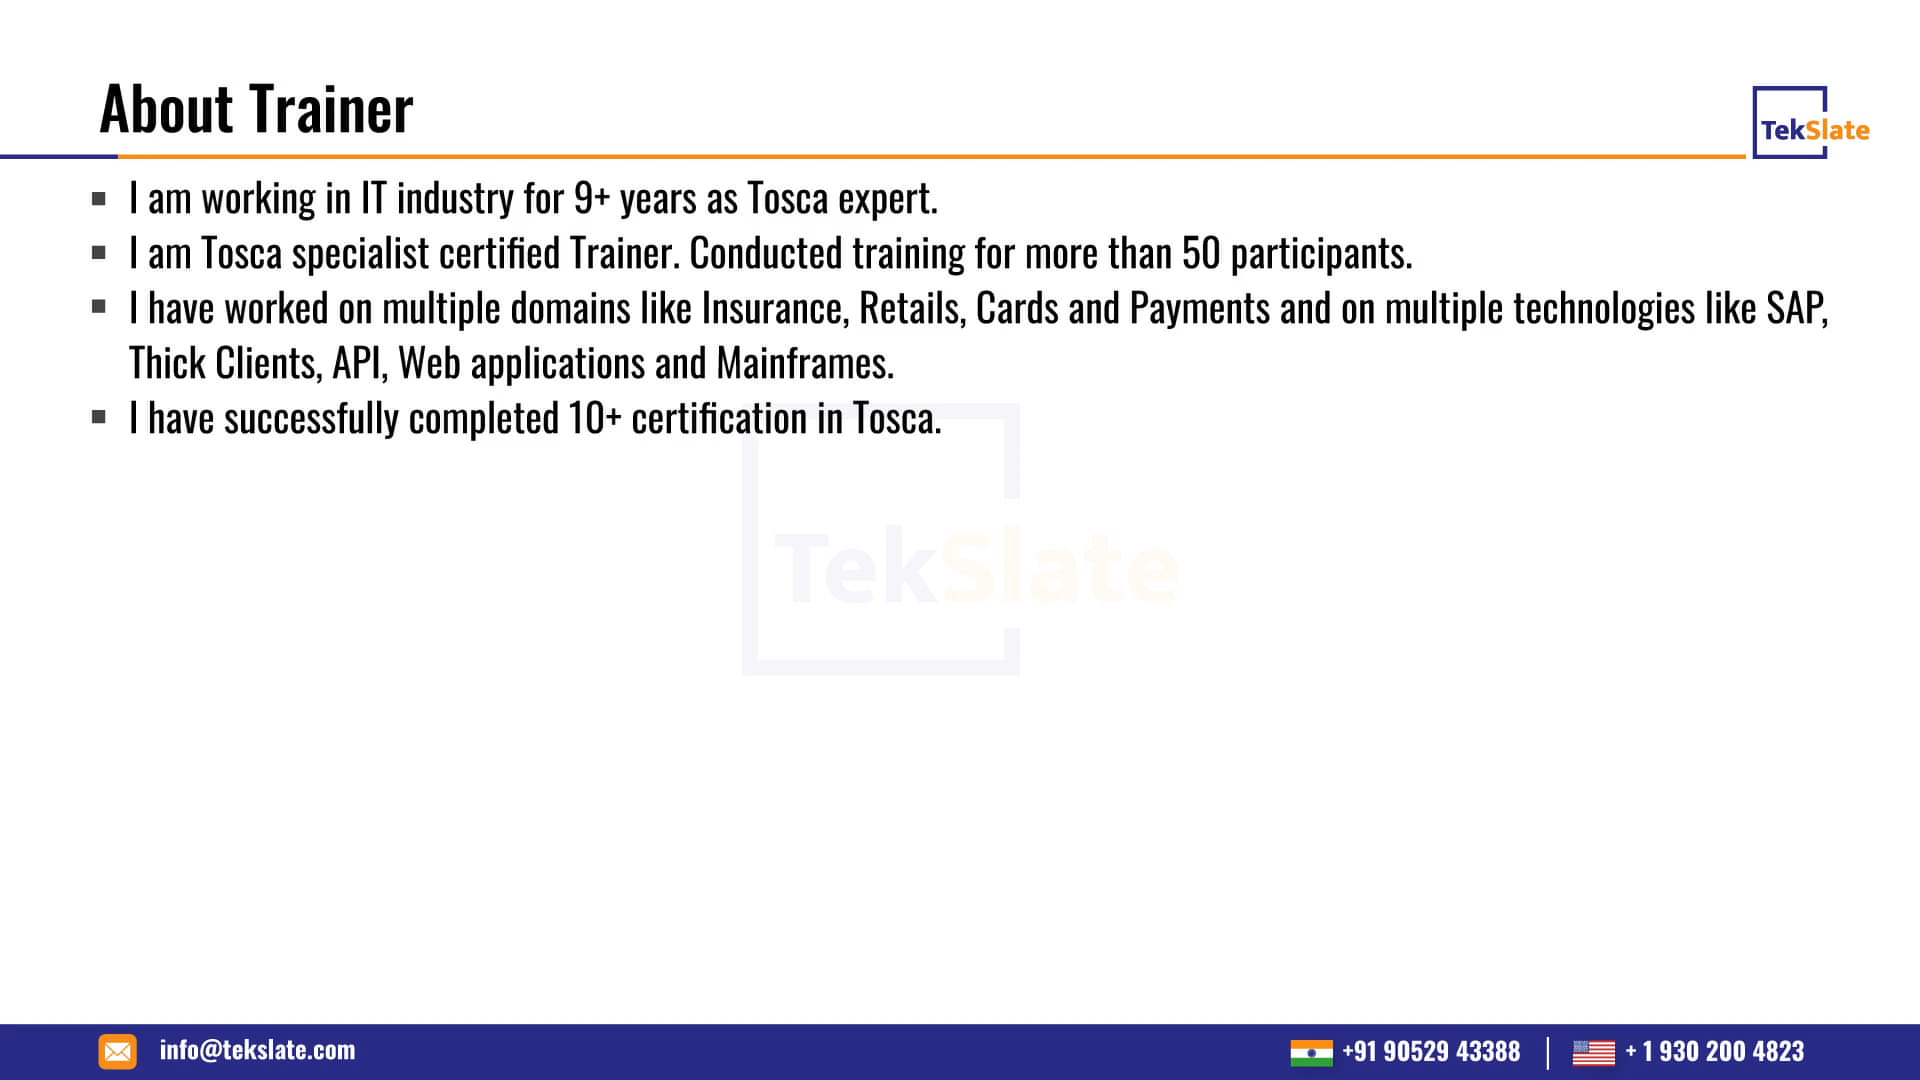 About Trainer
TekSlate
▪ I am working in IT industry for 9+ years as Tosca expert.
▪ I am Tosca specialist certified Trainer. Conducted training for more than 50 participants.
▪ I have worked on multiple domains like Insurance, Retails, Cards and Payments and on multiple technologies like SAP,
Thick Clients, API, Web applications and Mainframes.
▪ I have successfully completed 10+ certification in Tosca.
TekSlate
info@tekslate.com
+91 90529 43388
+ 1 930 200 4823